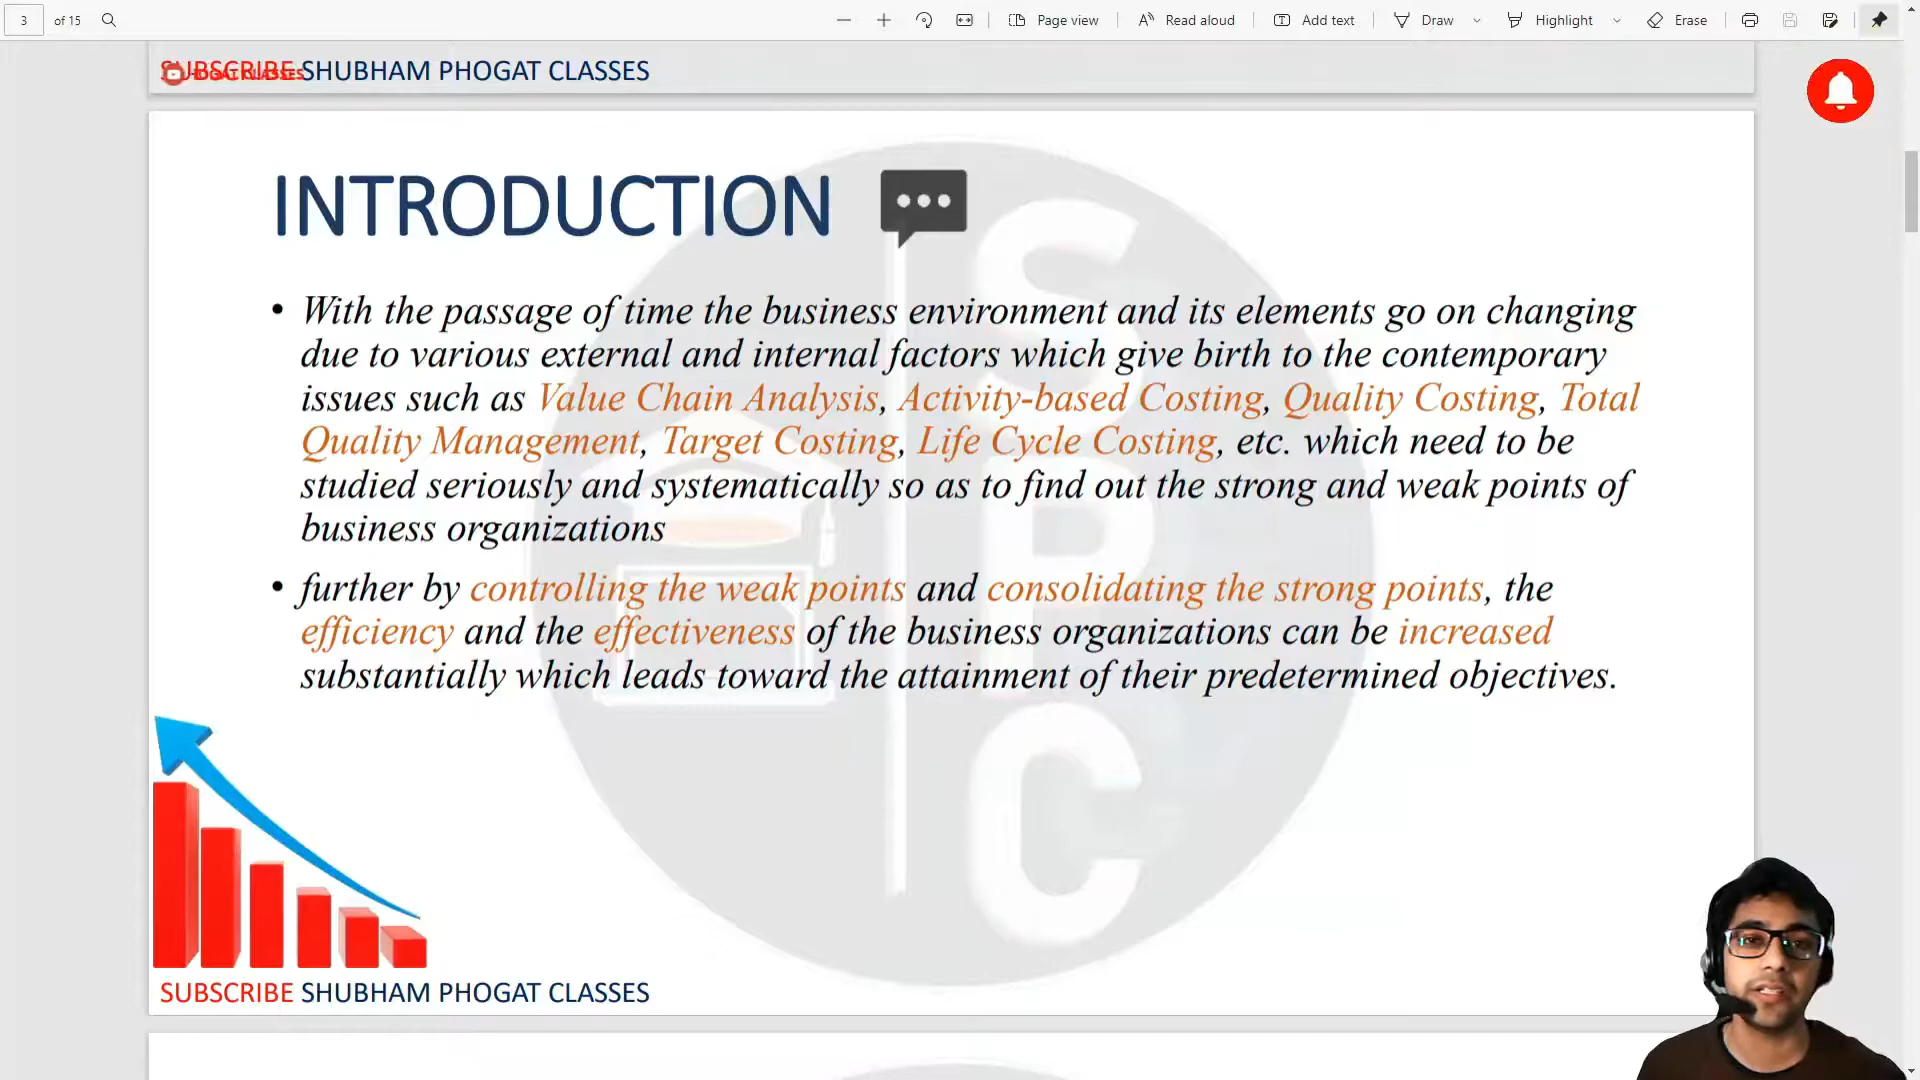 3 of 15 Page view Read aloud Add text Draw Highlight Erase
SUBSCRIBE SHUBHAM PHOGAT CLASSES
INTRODUCTION
• With the passage of time the business environment and its elements go on changing
due to various external and internal factors which give birth to the contemporary
issues such as Value Chain Analysis, Activity-based Costing, Quality Costing, Total
Quality Management, Target Costing, Life Cycle Costing, etc. which need to be
studied seriously and systematically so as to find out the strong and weak points of
business organizations
• further by controlling the weak points and consolidating the strong points, the
efficiency and the effectiveness of the business organizations can be increased
substantially which leads toward the attainment of their predetermined objectives.
S
P
C
SUBSCRIBE SHUBHAM PHOGAT CLASSES